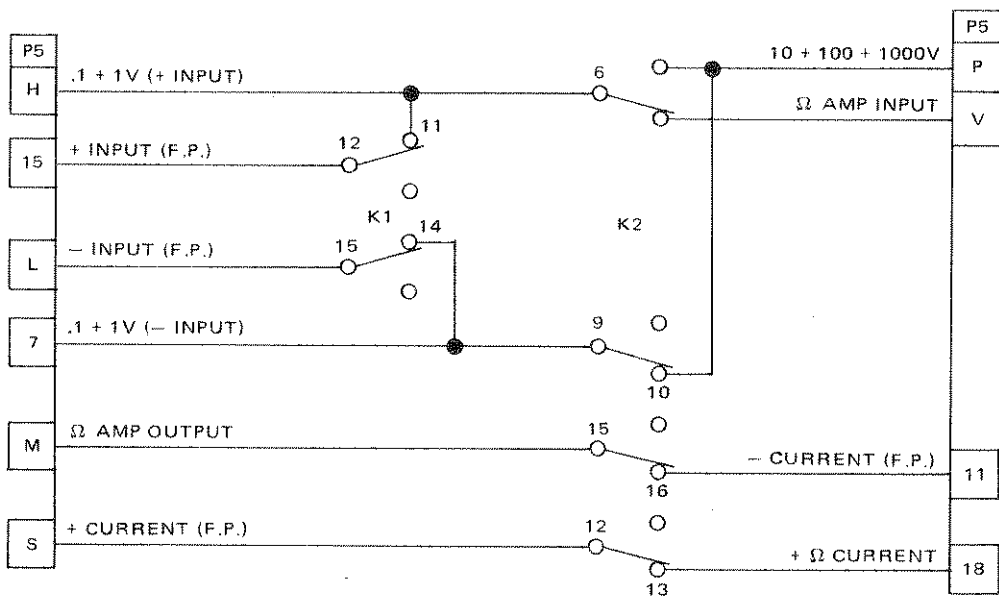 P5
P5
10 + 100 + 1000V
P
H
.1 + 1V (+ INPUT)
6
Ω AMP INPUT
V
11
15
+ INPUT (F.P.)
12
K1
14
K2
L
− INPUT (F.P.)
15
7
.1 + 1V (− INPUT)
9
10
M
Ω AMP OUTPUT
15
− CURRENT (F.P.)
11
16
S
+ CURRENT (F.P.)
12
+ Ω CURRENT
18
13